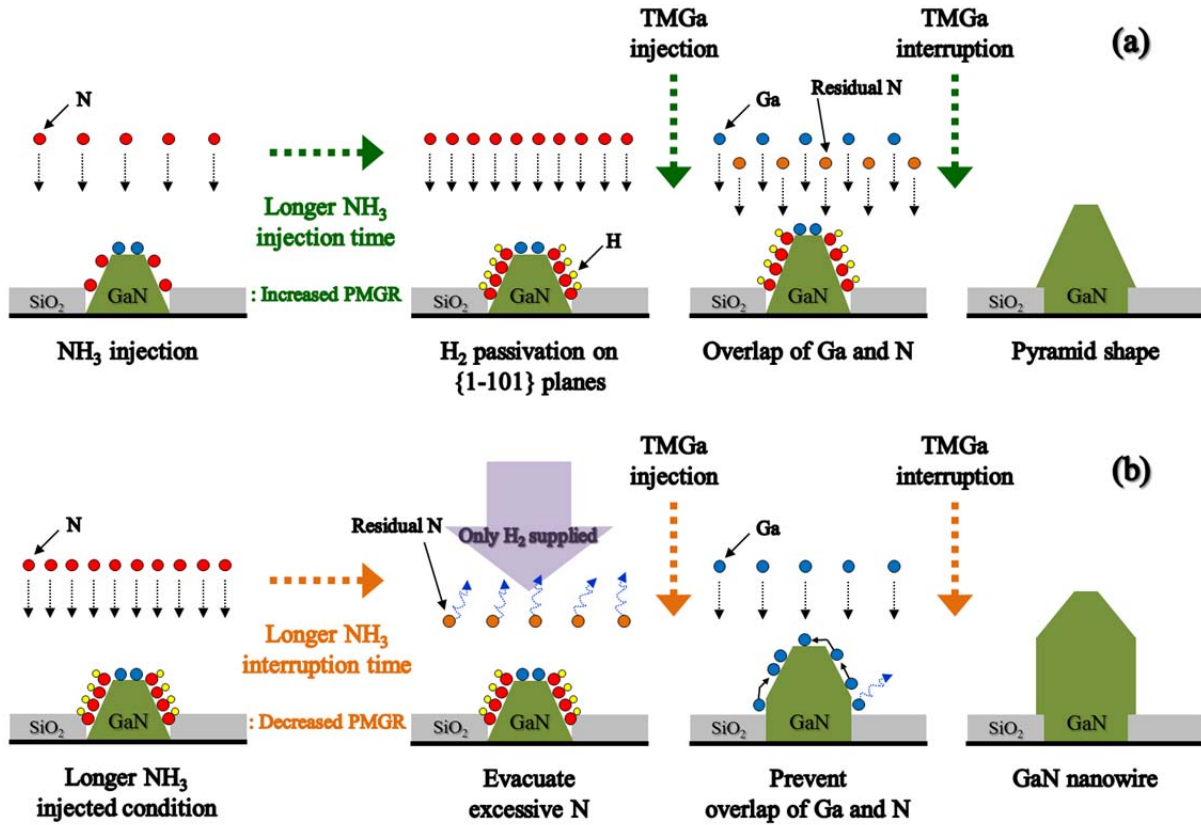 TMGa
injection
TMGa
interruption
(a)
N
Ga
Residual N
Longer NH₃
injection time
: Increased PMGR
H
SiO₂
GaN
SiO₂
GaN
SiO₂
GaN
SiO₂
GaN
NH₃ injection
H₂ passivation on
{1-101} planes
Overlap of Ga and N
Pyramid shape
TMGa
injection
TMGa
interruption
(b)
N
Residual N
Only H₂ supplied
Ga
Longer NH₃
interruption time
: Decreased PMGR
SiO₂
GaN
SiO₂
GaN
SiO₂
GaN
SiO₂
GaN
Longer NH₃
injected condition
Evacuate
excessive N
Prevent
overlap of Ga and N
GaN nanowire